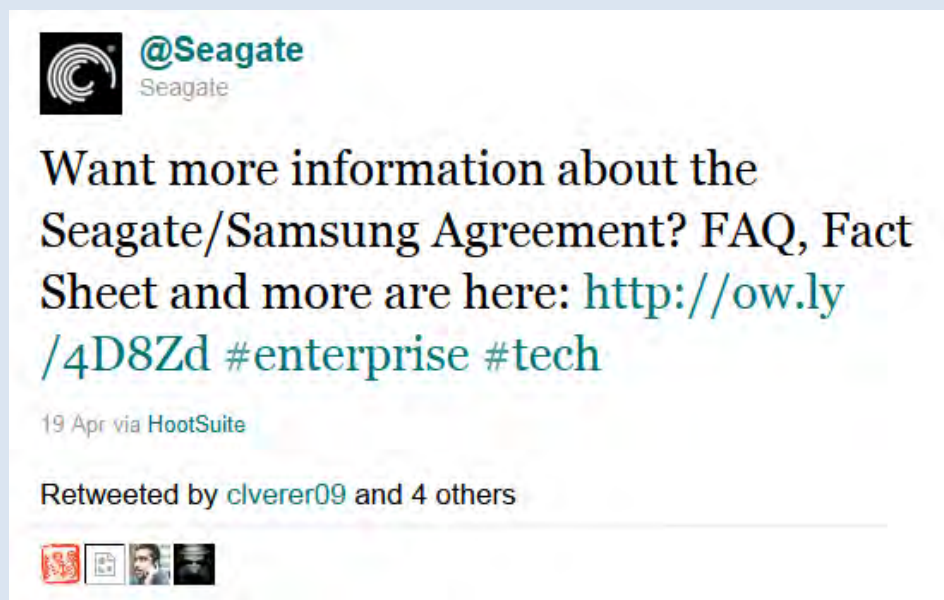 @Seagate
Seagate
Want more information about the
Seagate/Samsung Agreement? FAQ, Fact
Sheet and more are here: http://ow.ly
/4D8Zd #enterprise #tech
19 Apr via HootSuite
Retweeted by clverer09 and 4 others